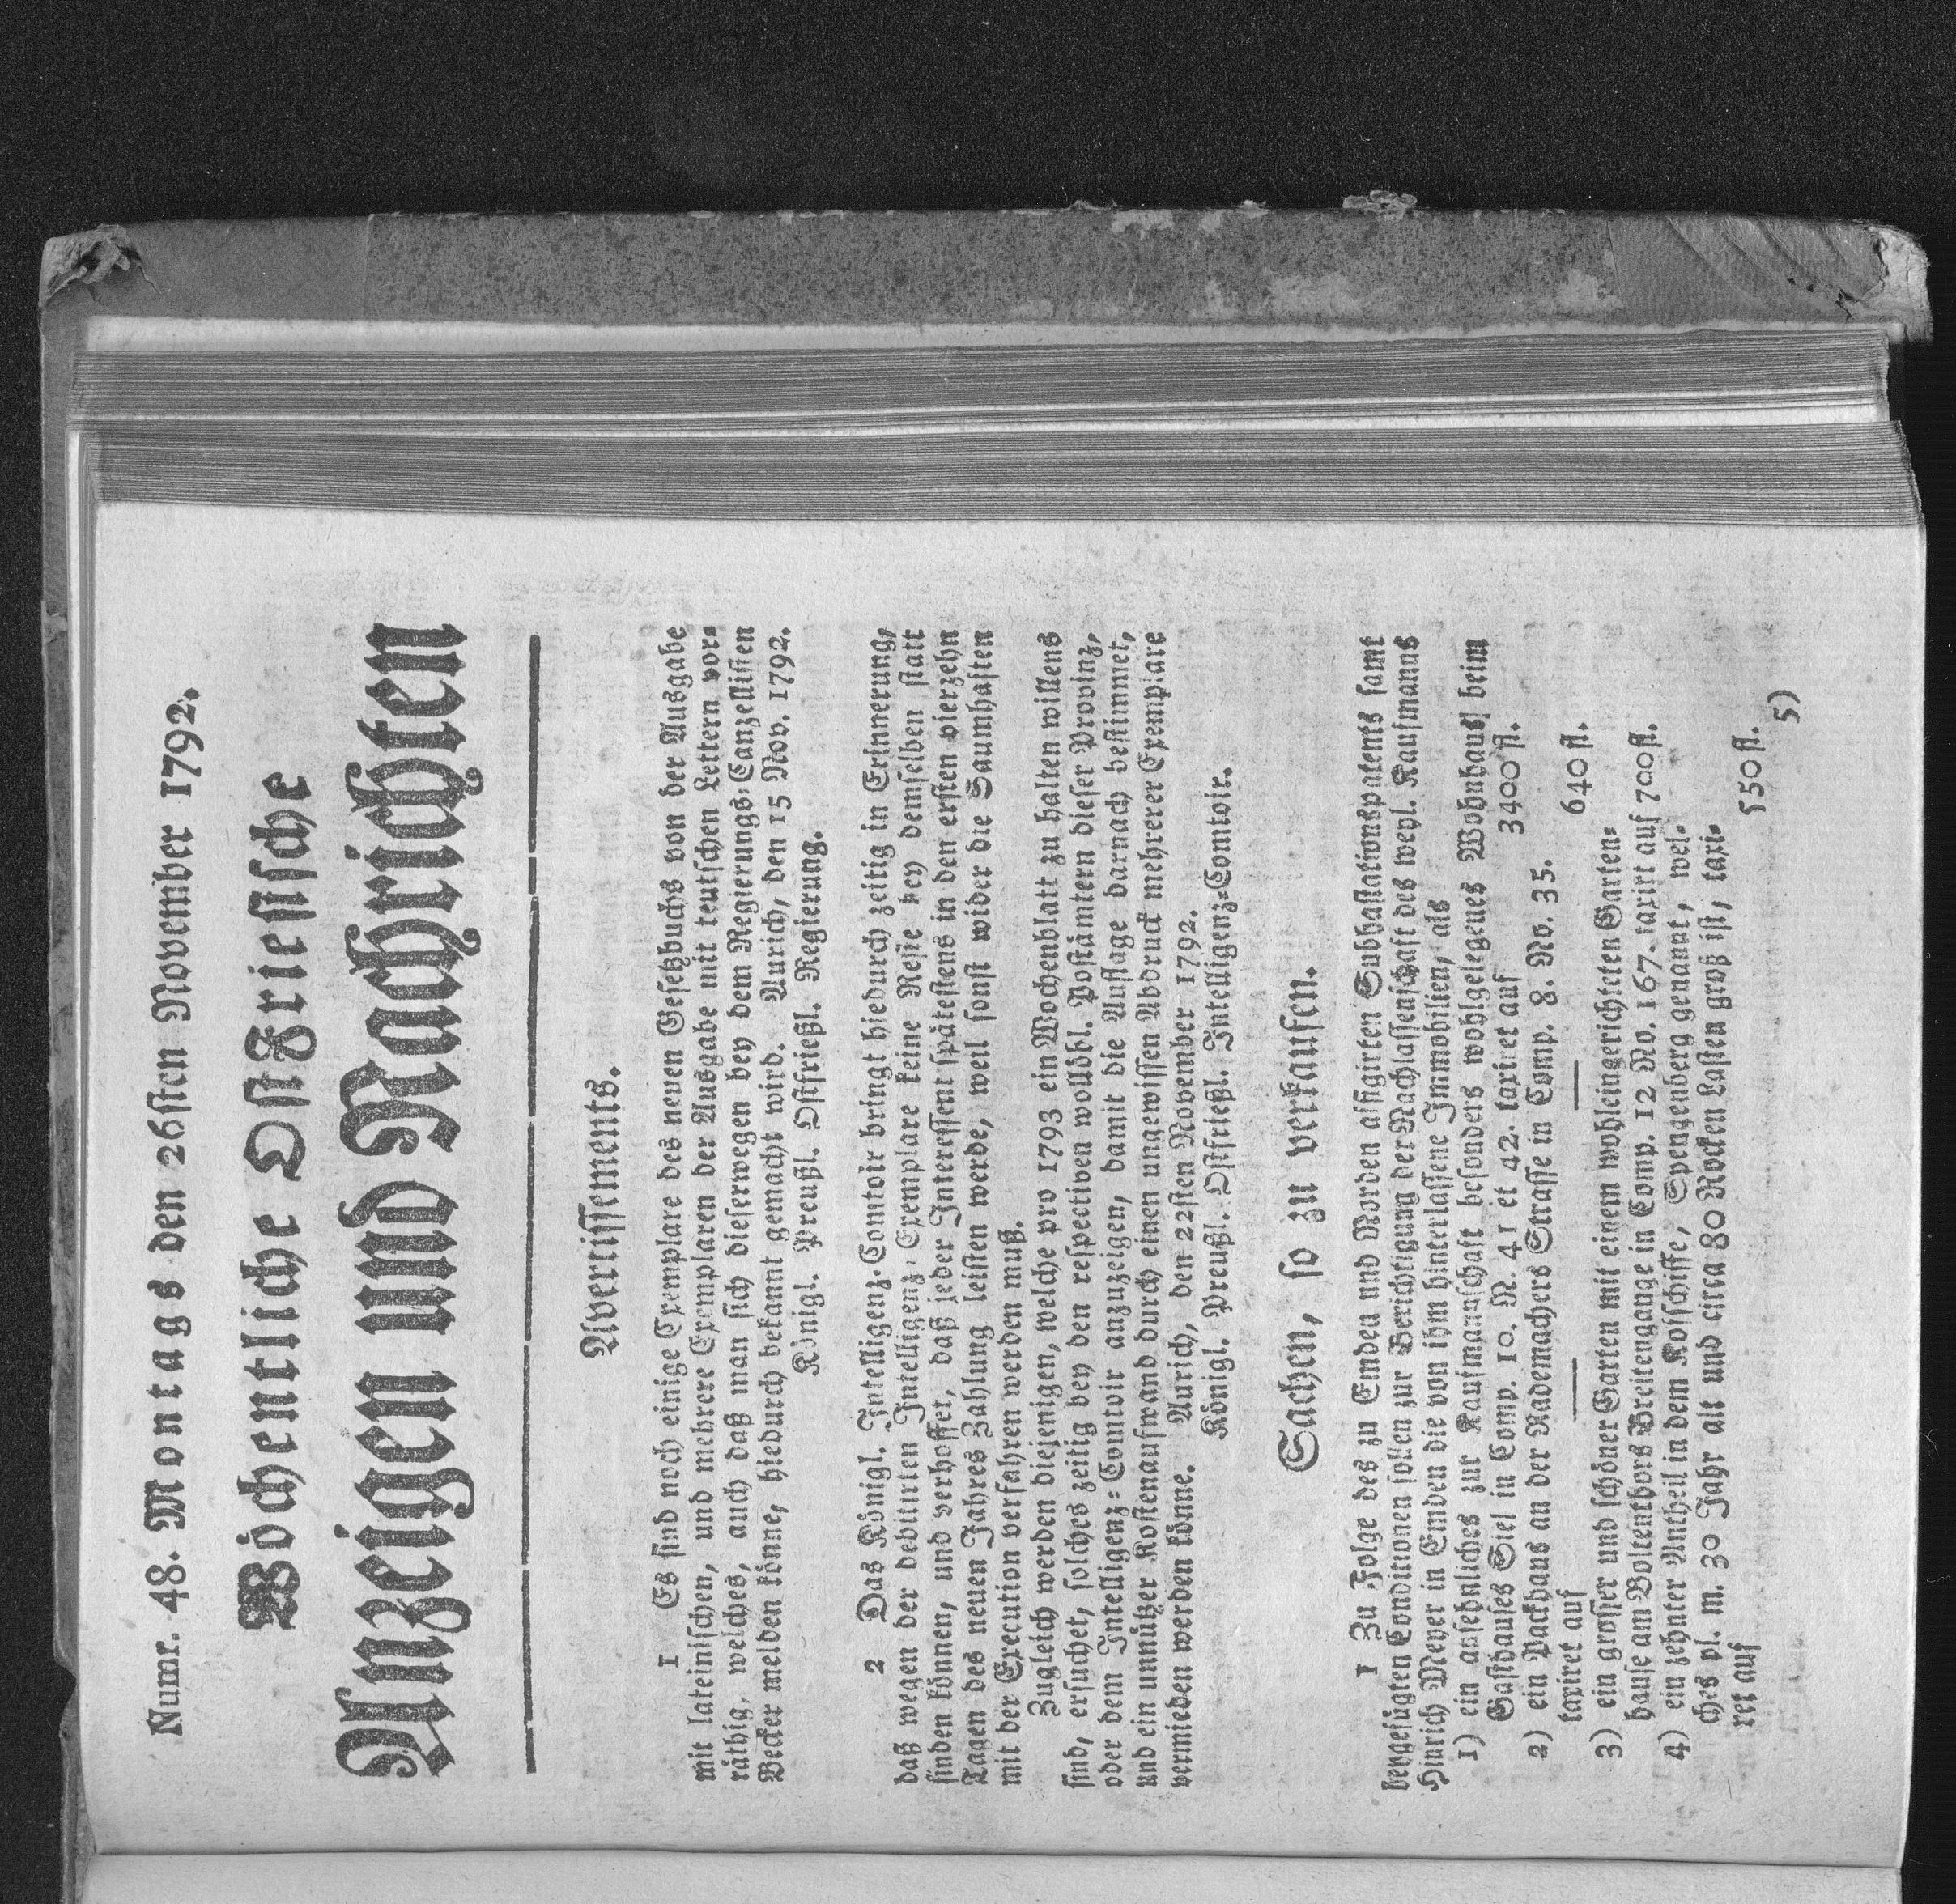 Numr. 48. Montags den 26sten November 1792.
Wöchentliche Ostfriesische
Anzeigen und Nachrichten
Avertissements.
1 Es sind noch einige Exemplare des neuen Gesetzbuchs von der Ausgabe
mit lateinischen, und mehrere Exemplaren der Ausgabe mit teutschen Lettern vor-
räthig, welches, auch daß man sich dieserwegen bey dem Regierungs-Canzellisten
Becker melden könne, hiedurch bekannt gemacht wird. Aurich, den 15 Nov. 1792.
Königl. Preußl. Ostfrießl. Regierung.
2 Das Königl. Intelligenz-Comtoir bringt hiedurch zeitig in Erinnerung,
daß wegen der debitirten Intelligenz-Exemplare keine Reste bey demselben statt
finden können, und verhoffet, daß jeder Interessent spätestens in den ersten vierzehn
Tagen des neuen Jahres Zahlung leisten werde, weil sonst wider die Saumhaften
mit der Execution verfahren werden muß.
Zugleich werden diejenigen, welche pro 1793 ein Wochenblatt zu halten willens
sind, ersuchet, solches zeitig bey den respectiven wollöbl. Postämtern dieser Provinz,
oder dem Intelligenz-Comtoir anzuzeigen, damit die Auflage darnach bestimmet,
und ein unnützer Kostenaufwand durch einen ungewissen Abdruck mehrerer Exemplare
vermieden werden könne. Aurich, den 22sten November 1792.
Königl. Preußl. Ostfrießl. Intelligenz-Comtoir.
Sachen, so zu verkaufen.
1 Zu Folge des zu Emden und Norden affigirten Subhastationspatents samt
beygefügten Conditionen sollen zur Berichtigung der Nachlassenschaft des weyl. Kaufmanns
Hinrich Meyer in Emden die von ihm hinterlassene Immobilien, als
1) ein ansehnliches zur Kaufmannschaft besonders wohlgelegenes Wohnhaus beim
Gasthauses Siel in Comp. 10. N. 41 et 42. taxiret auf 3400 fl.
2) ein Packhaus an der Rademachers Strasse in Comp. 8. No. 35.
taxiret auf — — 640 fl.
3) ein grosser und schöner Garten mit einem wohleingerichteten Garten-
hause am Boltenthors Breitengange in Comp. 12 No. 167. taxirt auf 700 fl.
4) ein zehnter Antheil in dem Kofschiffe, Spengenberg genannt, wel-
ches pl. m. 30 Jahr alt und circa 80 Rocken Lasten groß ist, taxi-
ret auf 550 fl.
5)